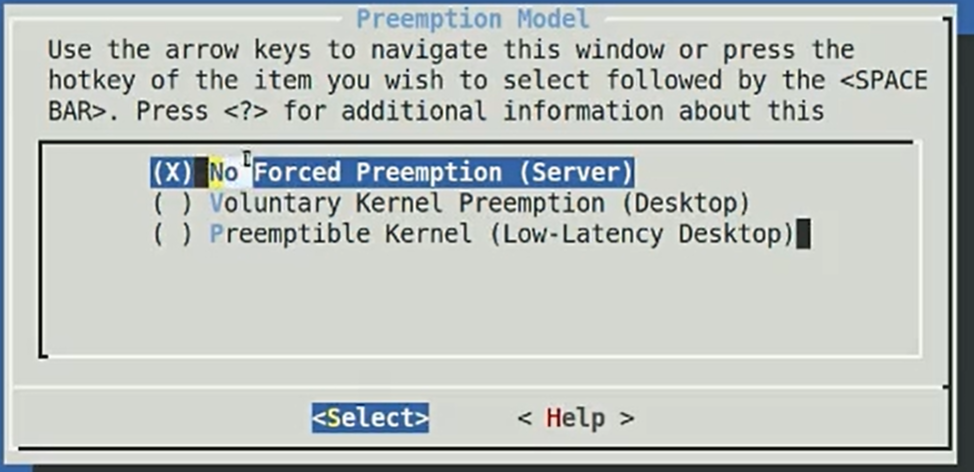 Preemption Model
Use the arrow keys to navigate this window or press the
hotkey of the item you wish to select followed by the <SPACE
BAR>. Press <?> for additional information about this
(X) No Forced Preemption (Server)
( ) Voluntary Kernel Preemption (Desktop)
( ) Preemptible Kernel (Low-Latency Desktop)
<Select> < Help >